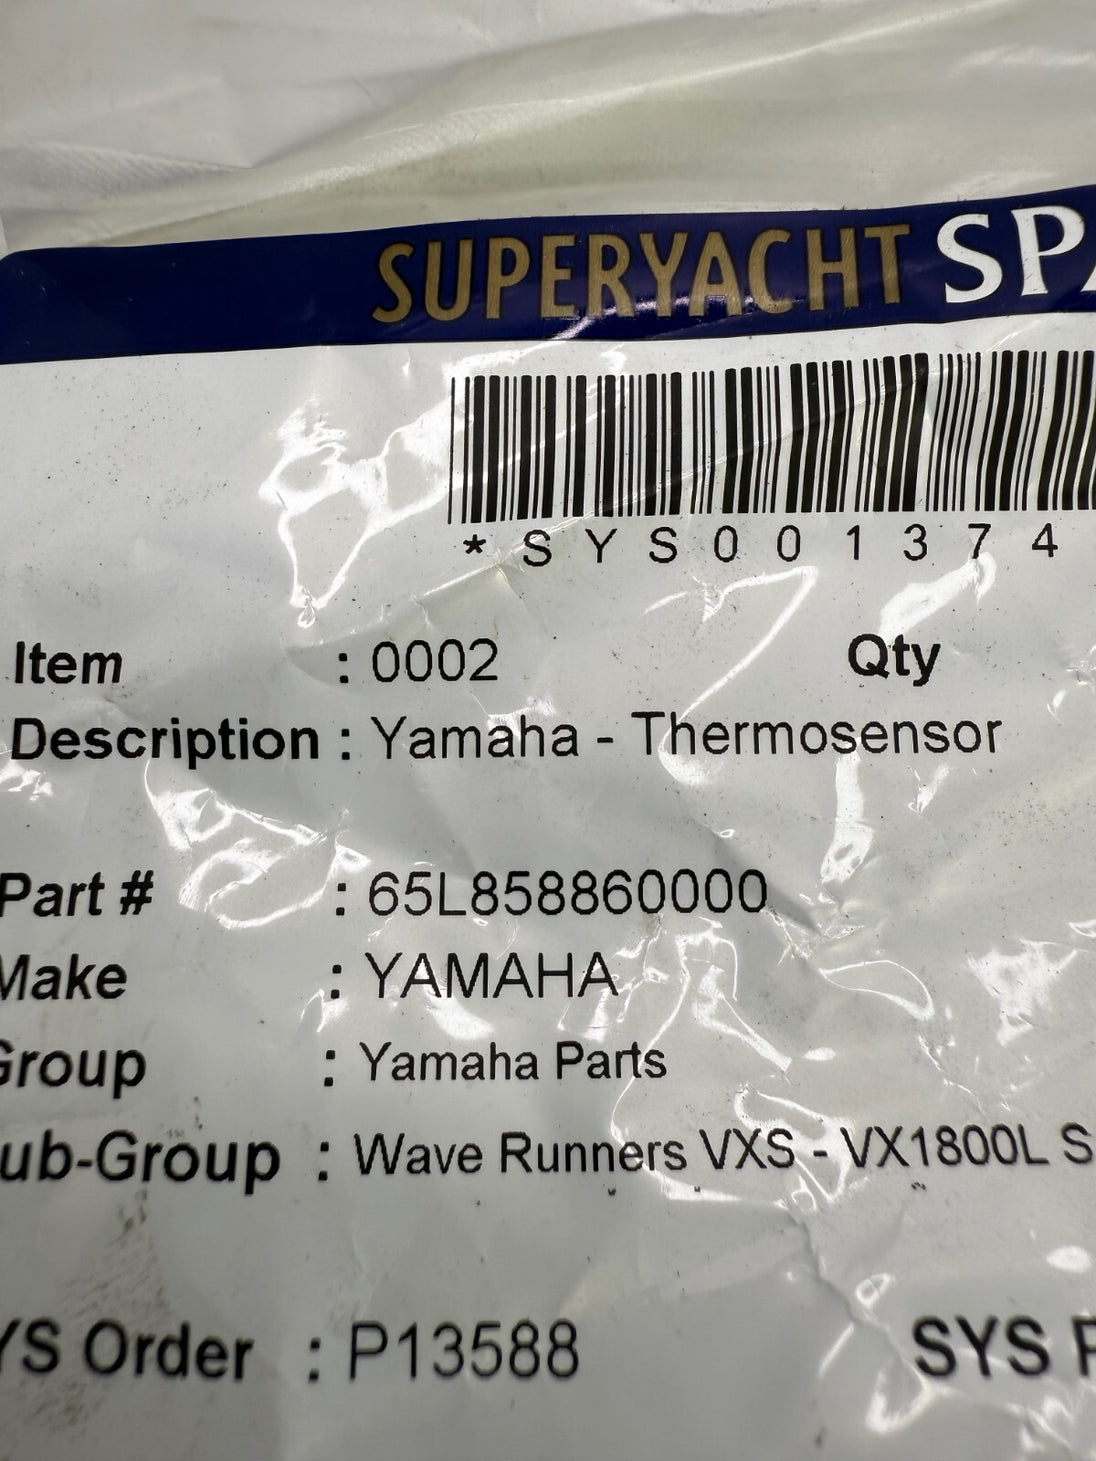 SUPERYACHT SPA
*SYS001374
Item : 0002 Qty
Description : Yamaha - Thermosensor
Part # : 65L858860000
Make : YAMAHA
Group : Yamaha Parts
ub-Group : Wave Runners VXS - VX1800L S
YS Order : P13588 SYS P